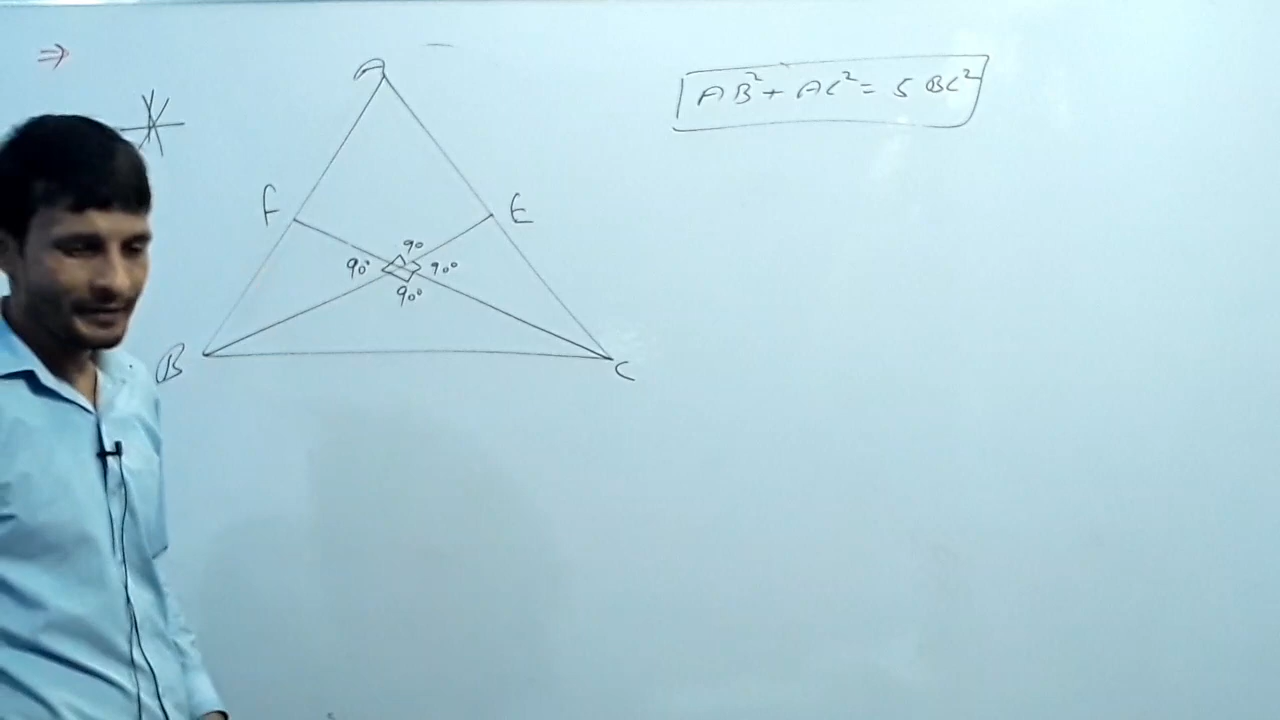 ⇒
A
AB² + AC² = 5 BC²
F
E
90
90° 90°
90°
B
C